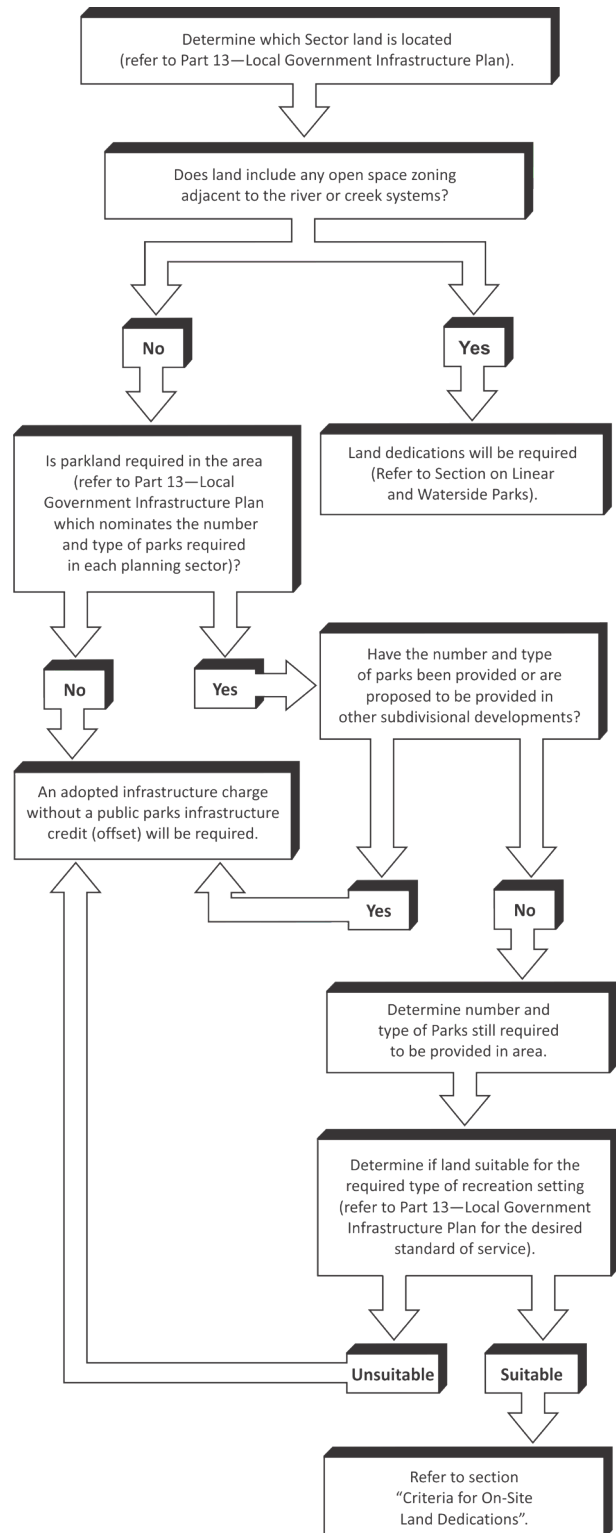 Determine which Sector land is located
(refer to Part 13—Local Government Infrastructure Plan).
Does land include any open space zoning
adjacent to the river or creek systems?
No
Yes
Is parkland required in the area
(refer to Part 13—Local
Government Infrastructure Plan
which nominates the number
and type of parks required
in each planning sector)?
Land dedications will be required
(Refer to Section on Linear
and Waterside Parks).
No
Yes
Have the number and type
of parks been provided or are
proposed to be provided in
other subdivisional developments?
An adopted infrastructure charge
without a public parks infrastructure
credit (offset) will be required.
Yes
No
Determine number and
type of Parks still required
to be provided in area.
Determine if land suitable for the
required type of recreation setting
(refer to Part 13—Local Government
Infrastructure Plan for the desired
standard of service).
Unsuitable
Suitable
Refer to section
“Criteria for On-Site
Land Dedications”.